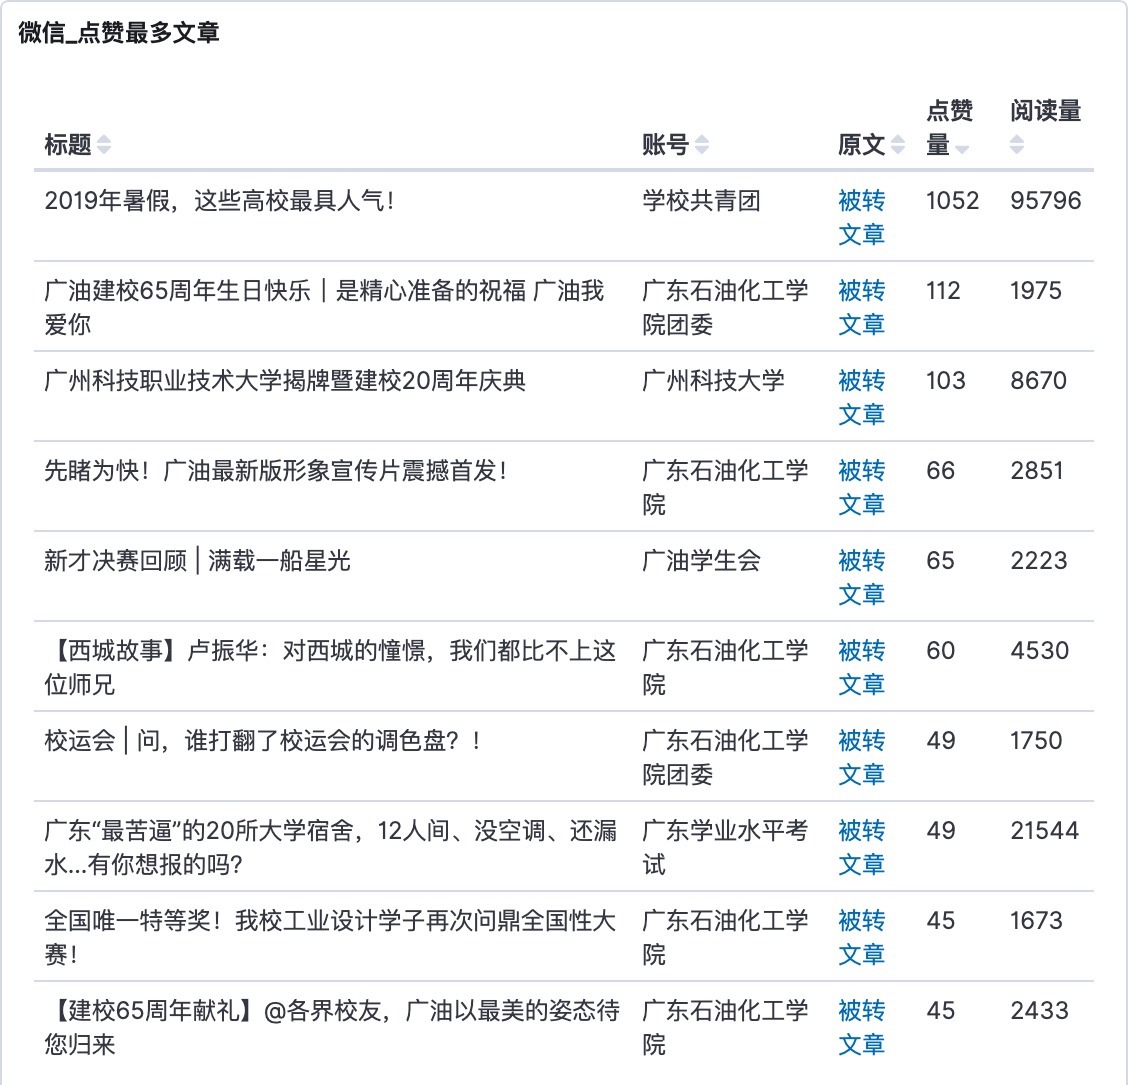 微信_点赞最多文章
标题 账号 原文 点赞量 阅读量
2019年暑假，这些高校最具人气！ 学校共青团 被转 1052 95796
文章
广油建校65周年生日快乐｜是精心准备的祝福 广油我 广东石油化工学 被转 112 1975
爱你 院团委 文章
广州科技职业技术大学揭牌暨建校20周年庆典 广州科技大学 被转 103 8670
文章
先睹为快！广油最新版形象宣传片震撼首发！ 广东石油化工学 被转 66 2851
院 文章
新才决赛回顾 | 满载一船星光 广油学生会 被转 65 2223
文章
【西城故事】卢振华：对西城的憧憬，我们都比不上这 广东石油化工学 被转 60 4530
位师兄 院 文章
校运会 | 问，谁打翻了校运会的调色盘？！ 广东石油化工学 被转 49 1750
院团委 文章
广东“最苦逼”的20所大学宿舍，12人间、没空调、还漏 广东学业水平考 被转 49 21544
水...有你想报的吗? 试 文章
全国唯一特等奖！我校工业设计学子再次问鼎全国性大 广东石油化工学 被转 45 1673
赛！ 院 文章
【建校65周年献礼】@各界校友，广油以最美的姿态待 广东石油化工学 被转 45 2433
您归来 院 文章